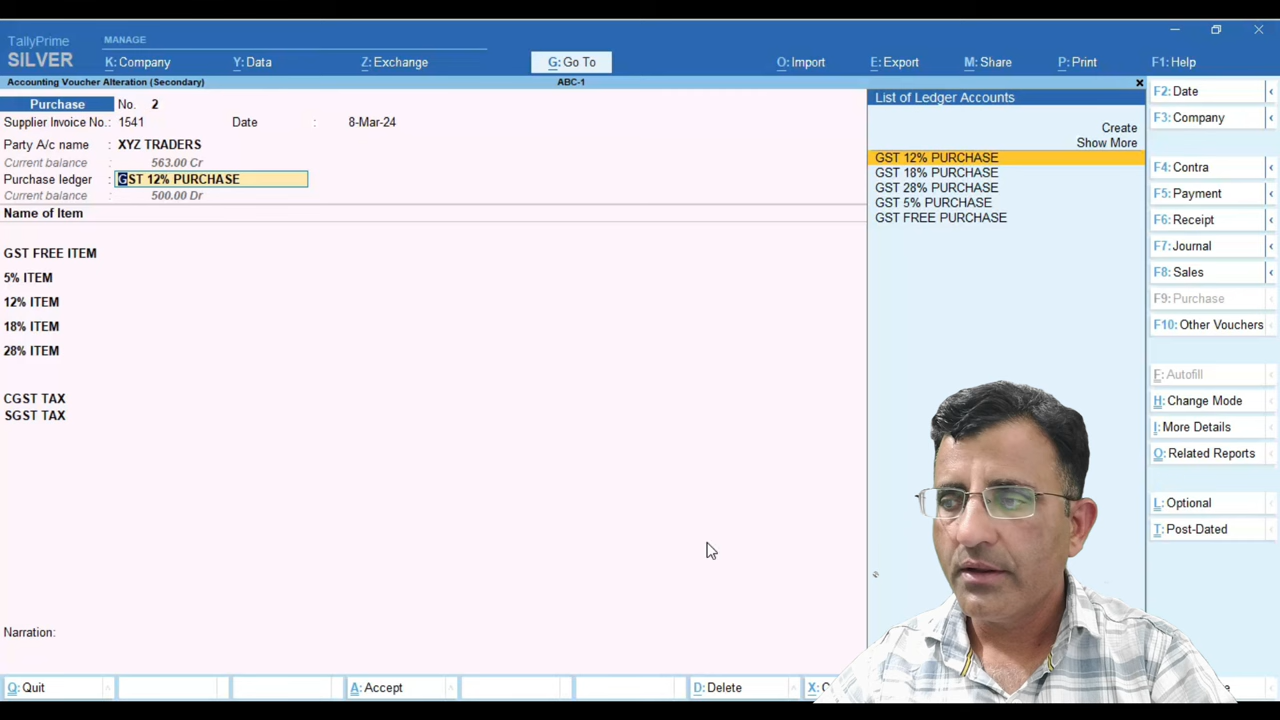 TallyPrime
SILVER
MANAGE
K: Company
Y: Data
Z: Exchange
G: Go To
O: Import
E: Export
M: Share
P: Print
F1: Help
Accounting Voucher Alteration (Secondary)
ABC-1
Purchase No. 2
Supplier Invoice No.: 1541 Date : 8-Mar-24
Party A/c name : XYZ TRADERS
Current balance : 563.00 Cr
Purchase ledger : GST 12% PURCHASE
Current balance : 500.00 Dr
Name of Item
GST FREE ITEM
5% ITEM
12% ITEM
18% ITEM
28% ITEM
CGST TAX
SGST TAX
Narration:
List of Ledger Accounts
Create
Show More
GST 12% PURCHASE
GST 18% PURCHASE
GST 28% PURCHASE
GST 5% PURCHASE
GST FREE PURCHASE
F2: Date
F3: Company
F4: Contra
F5: Payment
F6: Receipt
F7: Journal
F8: Sales
F9: Purchase
F10: Other Vouchers
F: Autofill
H: Change Mode
I: More Details
O: Related Reports
L: Optional
T: Post-Dated
Q: Quit
A: Accept
D: Delete
X: